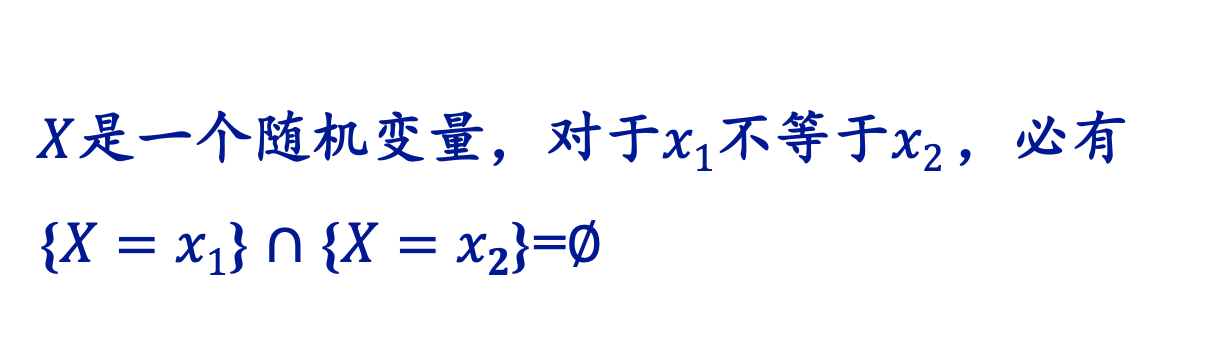 X是一个随机变量，对于x₁不等于x₂，必有
{X = x₁} ∩ {X = x₂}=∅